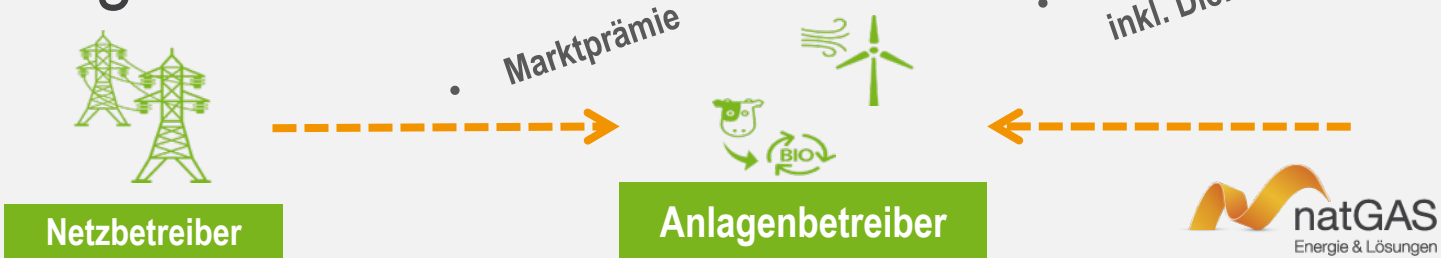 • Marktprämie
•
inkl.
BIO
Netzbetreiber
Anlagenbetreiber
natGAS
Energie & Lösungen